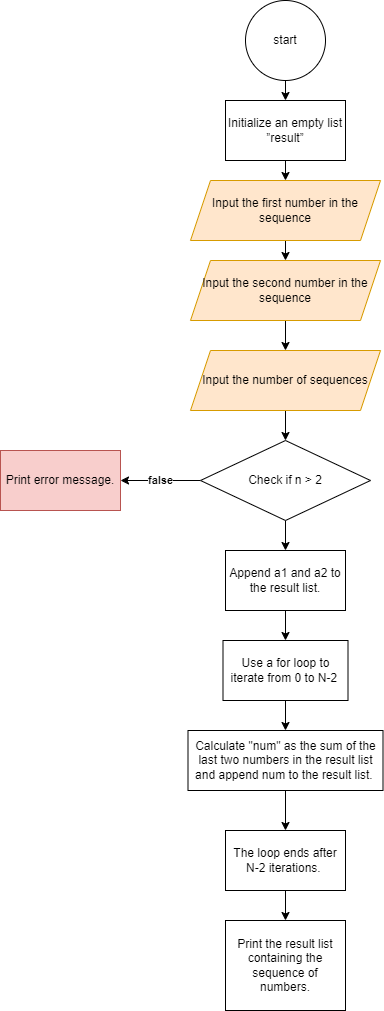 start
Initialize an empty list
"result"
Input the first number in the
sequence
Input the second number in the
sequence
Input the number of sequences
Check if n > 2
false
Print error message.
Append a1 and a2 to
the result list.
Use a for loop to
iterate from 0 to N-2
Calculate "num" as the sum of the
last two numbers in the result list
and append num to the result list.
The loop ends after
N-2 iterations.
Print the result list
containing the
sequence of
numbers.